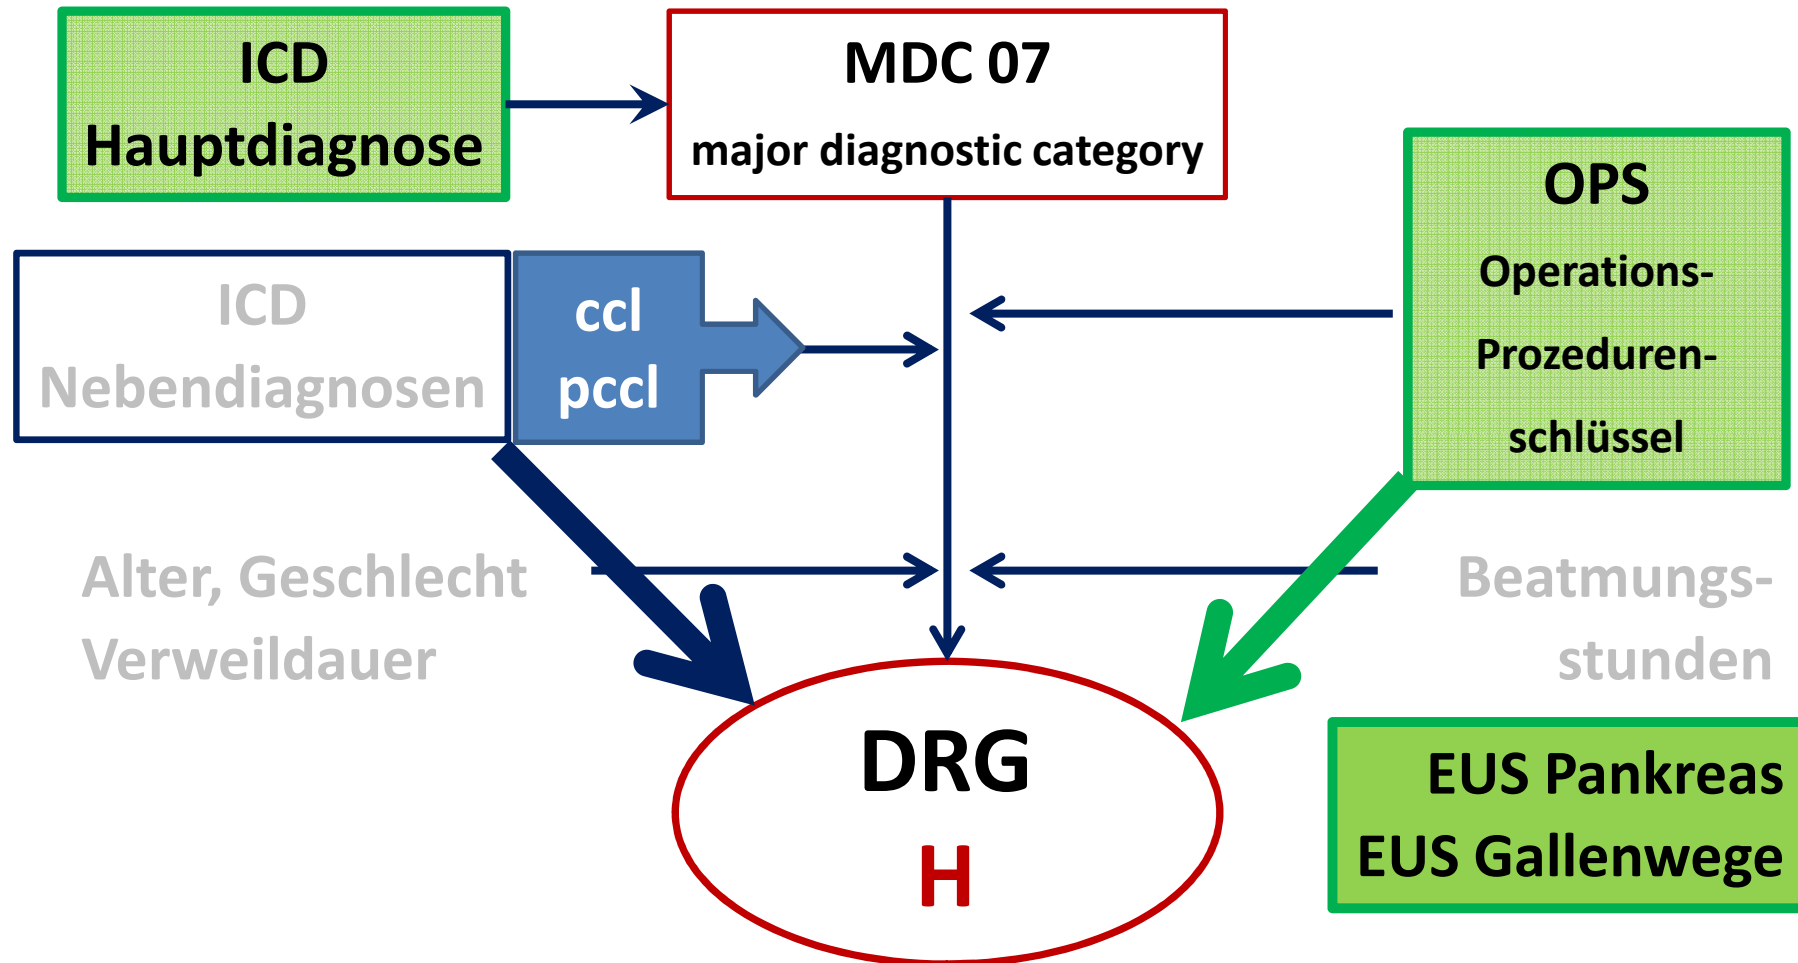 ICD
Hauptdiagnose
MDC 07
major diagnostic category
OPS
Operations-
Prozeduren-
schlüssel
ICD
Nebendiagnosen
ccl
pccl
Alter, Geschlecht
Verweildauer
Beatmungs-
stunden
DRG
H
EUS Pankreas
EUS Gallenwege